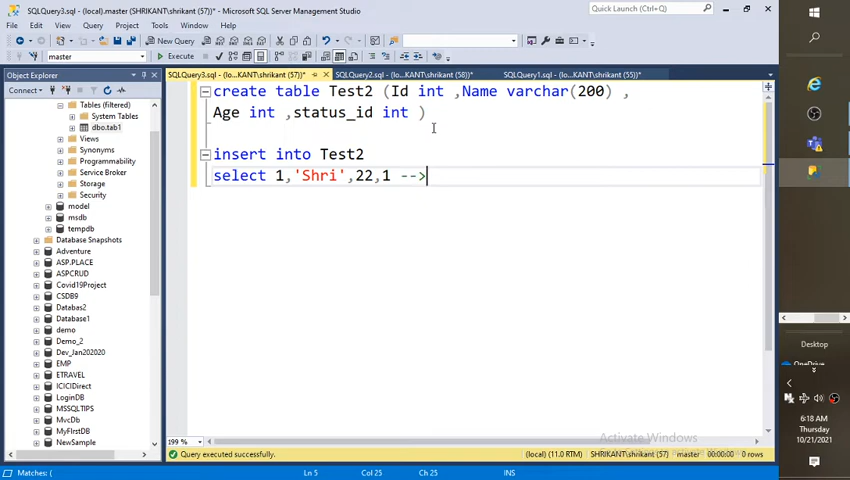 SQLQuery3.sql - (local).master (SHRIKANT\shrikant (57))* - Microsoft SQL Server Management Studio
Quick Launch (Ctrl+Q)
File Edit View Query Project Tools Window Help
New Query
master Execute
Object Explorer
Connect
Tables (filtered)
System Tables
dbo.tab1
Views
Synonyms
Programmability
Service Broker
Storage
Security
model
msdb
tempdb
Database Snapshots
Adventure
ASP.PLACE
ASPCRUD
Covid19Project
CSDB9
Databas2
Database1
demo
Demo_2
Dev_Jan202020
EMP
ETRAVEL
ICICIDirect
LoginDB
MSSQLTIPS
MvcDb
MyFIrstDB
NewSample
SQLQuery3.sql - (lo...KANT\shrikant (57))*
SQLQuery2.sql - (lo...KANT\shrikant (58))*
SQLQuery1.sql - (lo...KANT\shrikant (55))*
create table Test2 (Id int ,Name varchar(200) ,
Age int ,status_id int )
insert into Test2
select 1,'Shri',22,1 -->
199 %
Activate Windows
Query executed successfully.
(local) (11.0 RTM) SHRIKANT\shrikant (57) master 00:00:00 0 rows
Matches: (
Ln 5 Col 25 Ch 25 INS
Desktop
OneDrive
6:18 AM
Thursday
10/21/2021